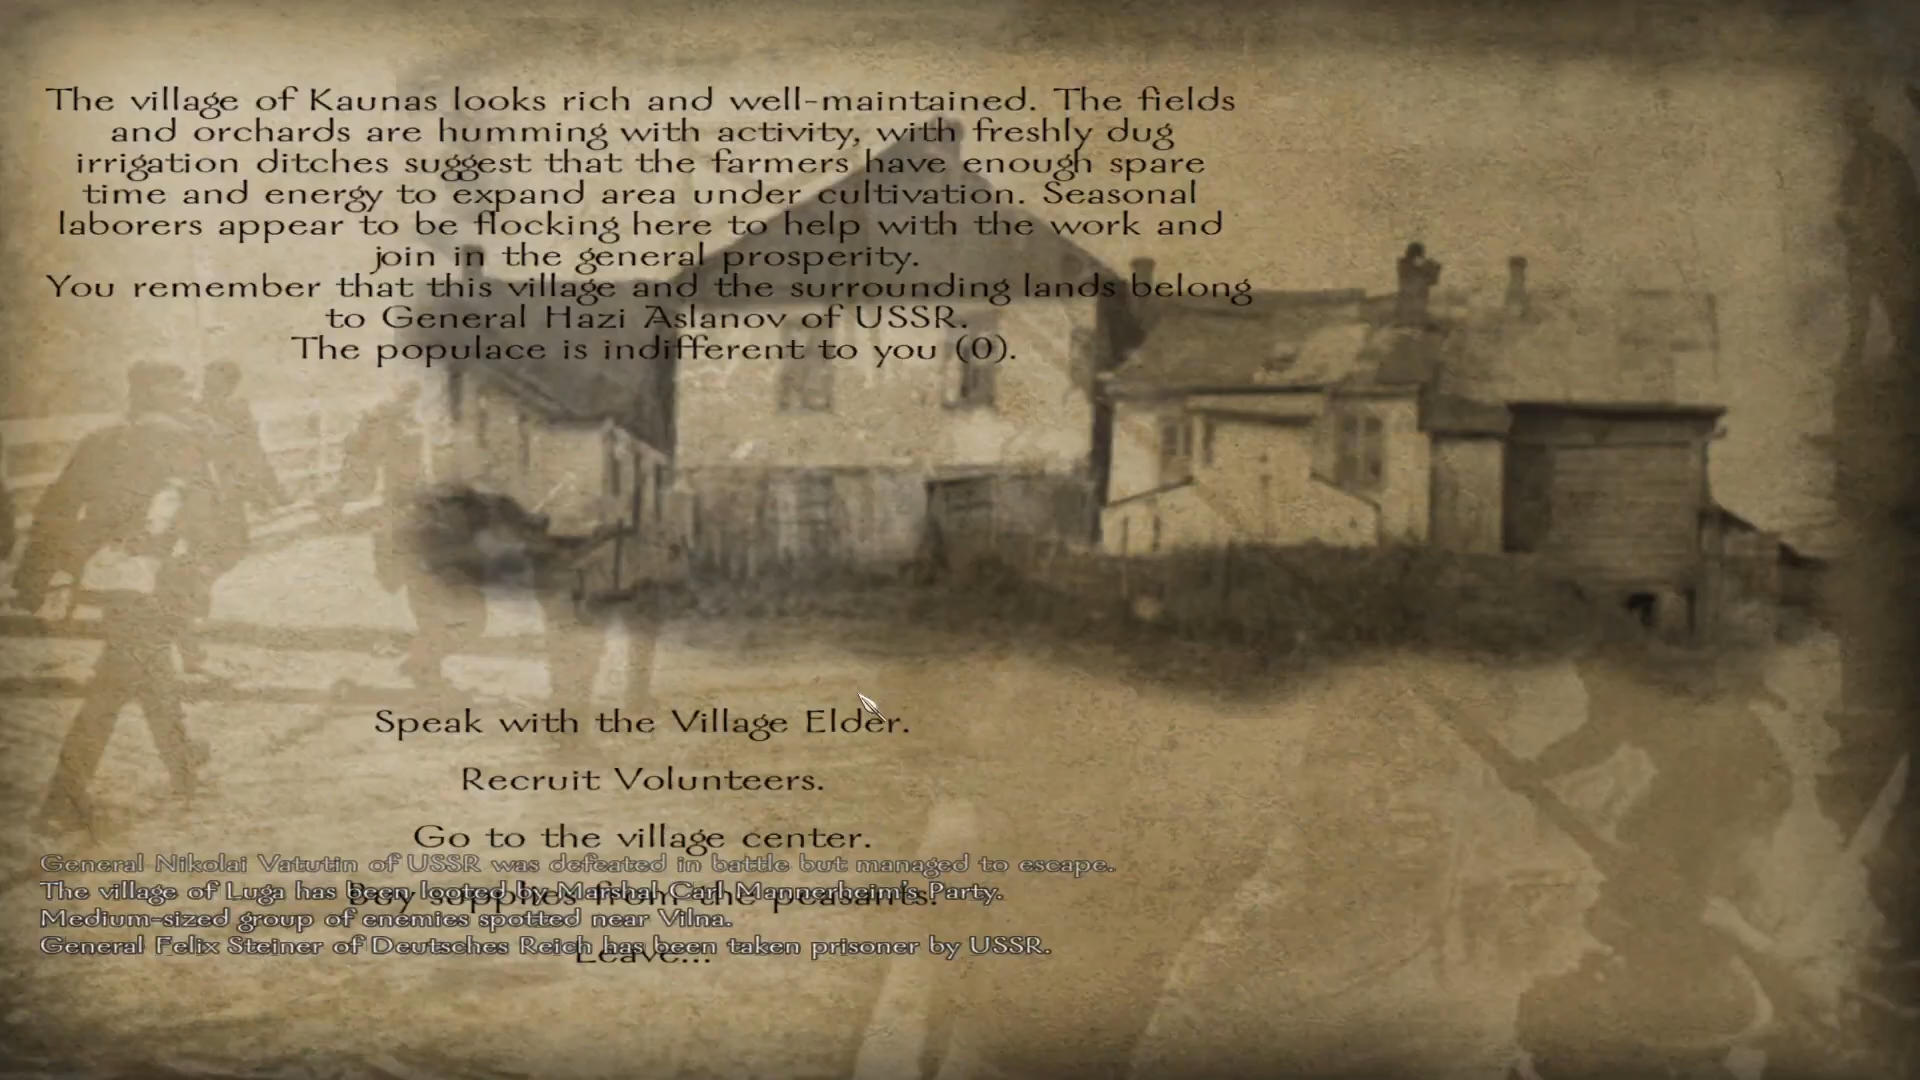 The village of Kaunas looks rich and well-maintained. The fields
and orchards are humming with activity, with freshly dug
irrigation ditches suggest that the farmers have enough spare
time and energy to expand area under cultivation. Seasonal
laborers appear to be flocking here to help with the work and
join in the general prosperity.
You remember that this village and the surrounding lands belong
to General Hazi Aslanov of USSR.
The populace is indifferent to you (0).
Speak with the Village Elder.
Recruit Volunteers.
Go to the village center.
General Nikolai Vatutin of USSR was defeated in battle but managed to escape.
The village of Luga has been looted by Marshal Carl Mannerheim's Party.
Buy supplies from the peasants.
Medium-sized group of enemies spotted near Vilna.
General Felix Steiner of Deutsches Reich has been taken prisoner by USSR.
Leave...